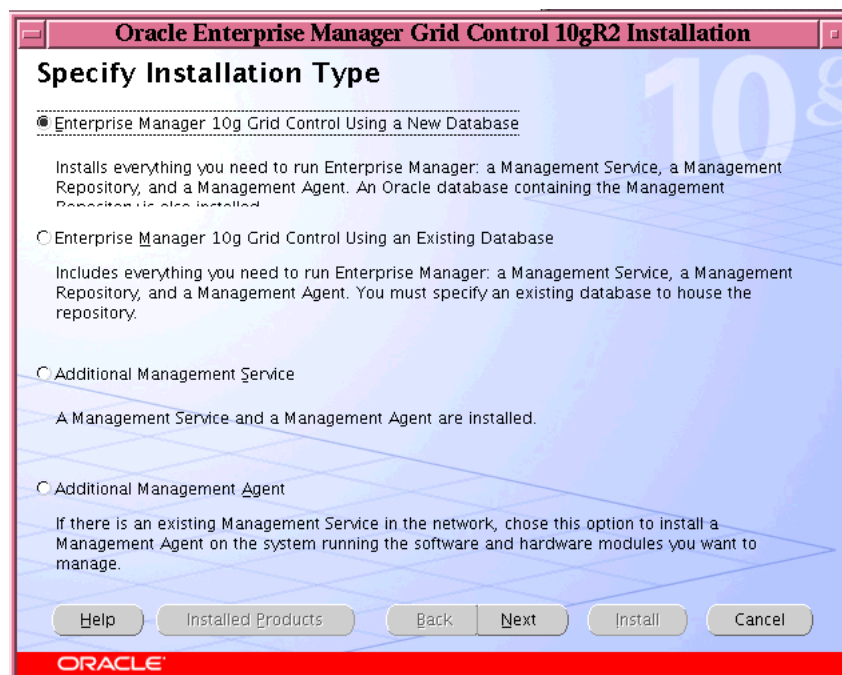 Oracle Enterprise Manager Grid Control 10gR2 Installation
Specify Installation Type
10g
Enterprise Manager 10g Grid Control Using a New Database
Installs everything you need to run Enterprise Manager: a Management Service, a Management
Repository, and a Management Agent. An Oracle database containing the Management
Repository is also installed.
Enterprise Manager 10g Grid Control Using an Existing Database
Includes everything you need to run Enterprise Manager: a Management Service, a Management
Repository, and a Management Agent. You must specify an existing database to house the
repository.
Additional Management Service
A Management Service and a Management Agent are installed.
Additional Management Agent
If there is an existing Management Service in the network, chose this option to install a
Management Agent on the system running the software and hardware modules you want to
manage.
Help Installed Products Back Next Install Cancel
ORACLE